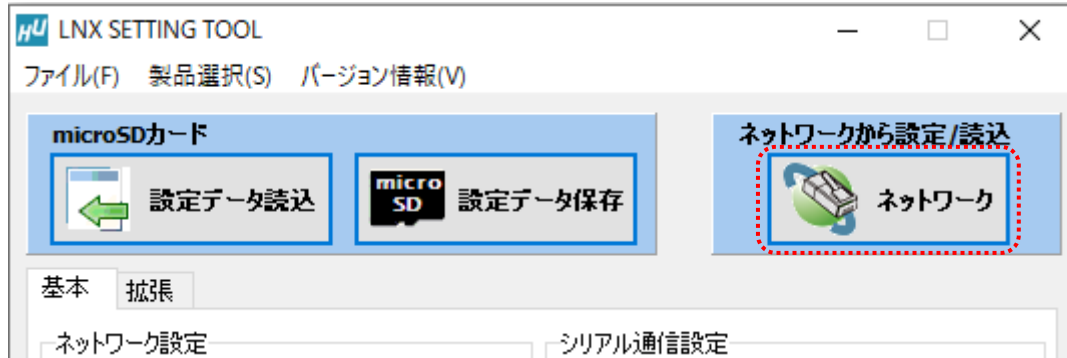 HU LNX SETTING TOOL
ファイル(F) 製品選択(S) バージョン情報(V)
microSDカード
設定データ読込
micro SD 設定データ保存
ネットワークから設定/読込
ネットワーク
基本 拡張
ネットワーク設定
シリアル通信設定